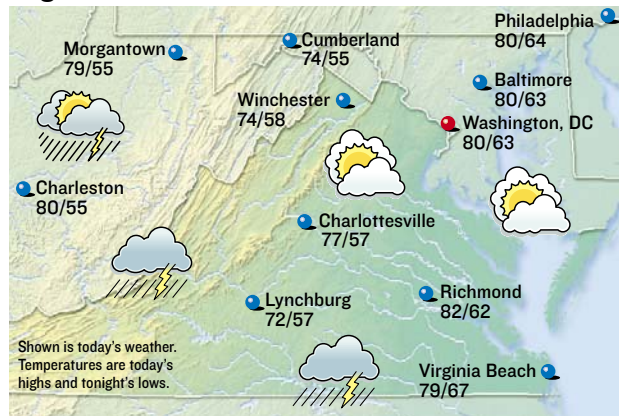 Philadelphia
80/64
Morgantown
79/55
Cumberland
74/55
Baltimore
80/63
Winchester
74/58
Washington, DC
80/63
Charleston
80/55
Charlottesville
77/57
Lynchburg
72/57
Richmond
82/62
Shown is today's weather.
Temperatures are today's
highs and tonight's lows.
Virginia Beach
79/67